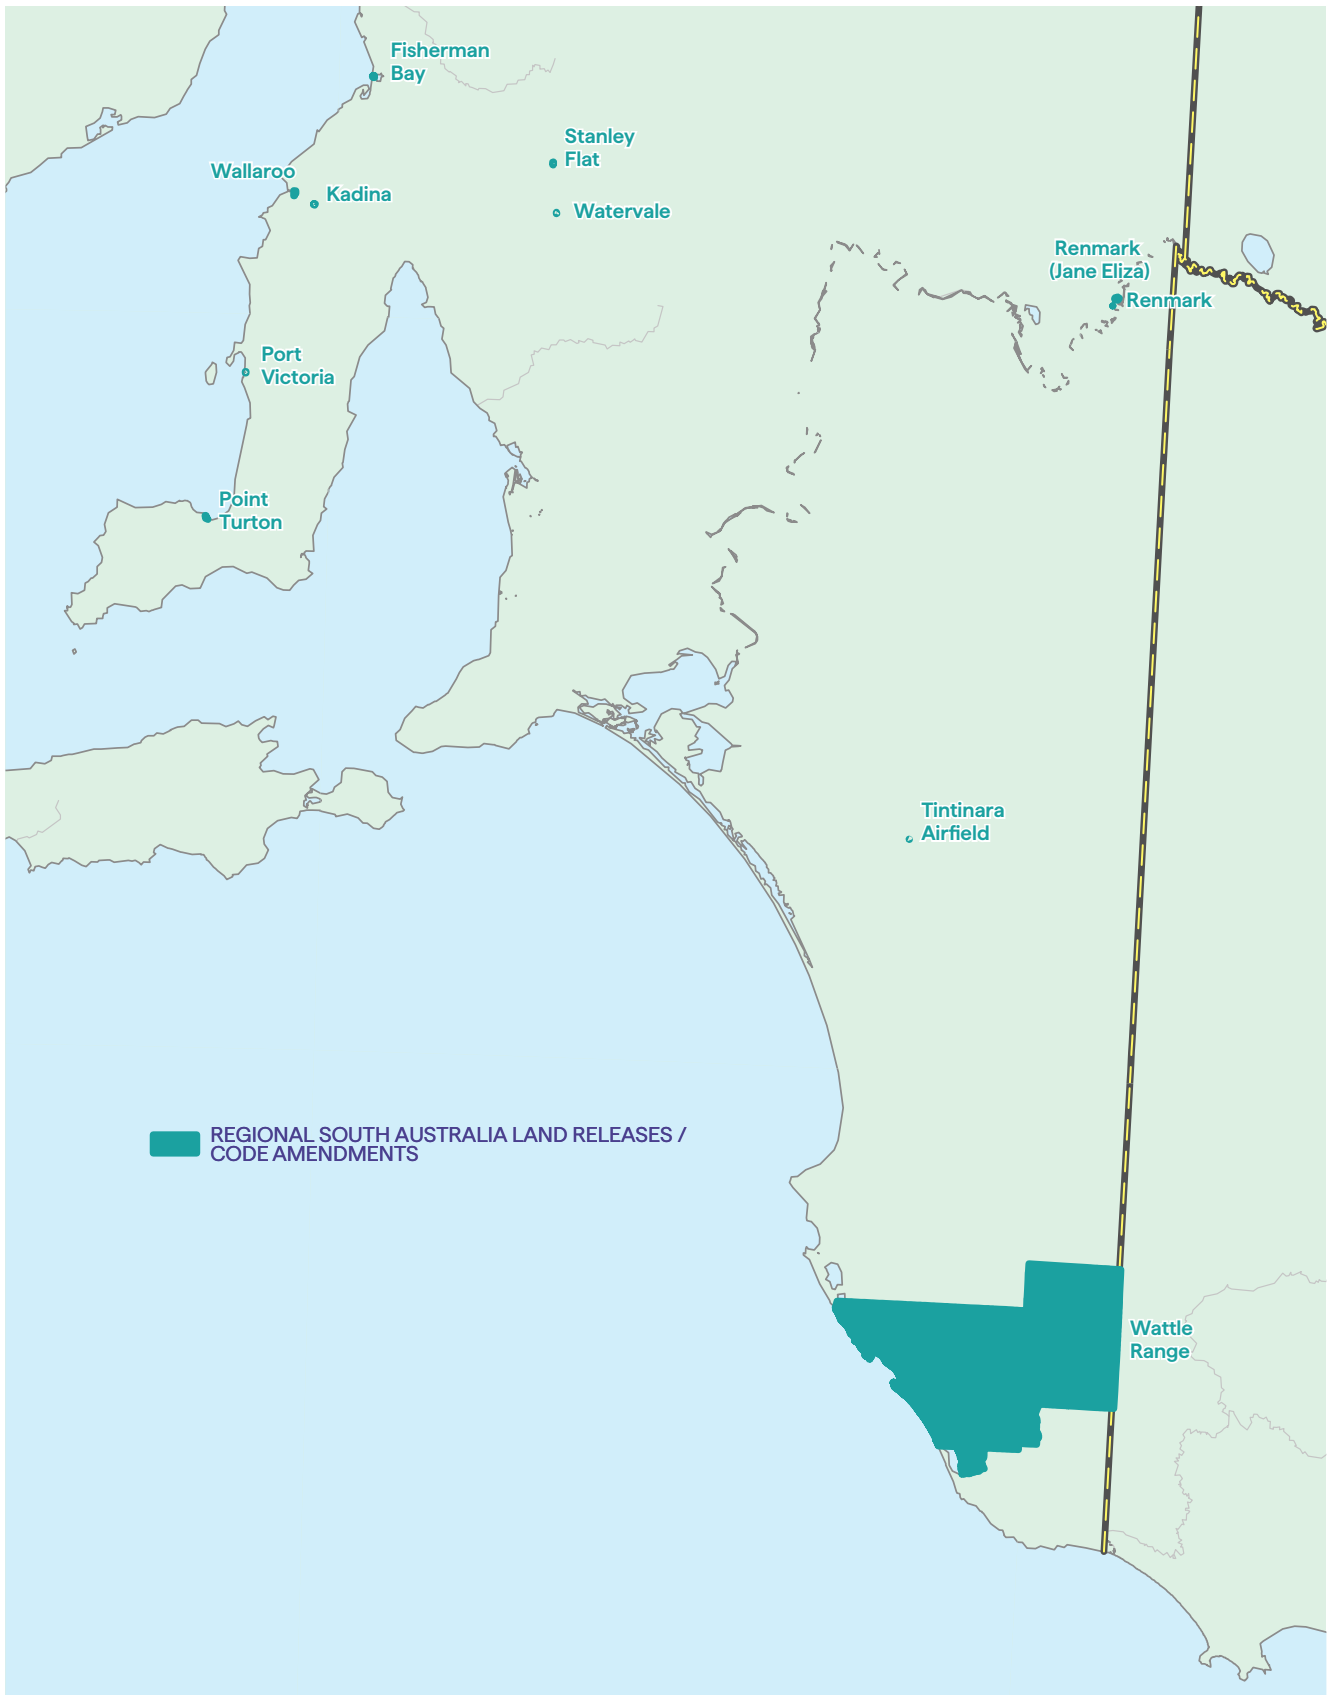 Fisherman
Bay
Stanley
Flat
Wallaroo
Kadina
Watervale
Renmark
(Jane Eliza)
Renmark
Port
Victoria
Point
Turton
Tintinara
Airfield
REGIONAL SOUTH AUSTRALIA LAND RELEASES /
CODE AMENDMENTS
Wattle
Range